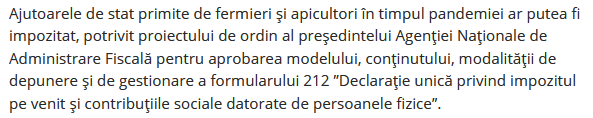 Ajutoarele de stat primite de fermieri şi apicultori în timpul pandemiei ar putea fi
impozitat, potrivit proiectului de ordin al preşedintelui Agenţiei Naţionale de
Administrare Fiscală pentru aprobarea modelului, conţinutului, modalităţii de
depunere şi de gestionare a formularului 212 ”Declaraţie unică privind impozitul
pe venit şi contribuţiile sociale datorate de persoanele fizice”.